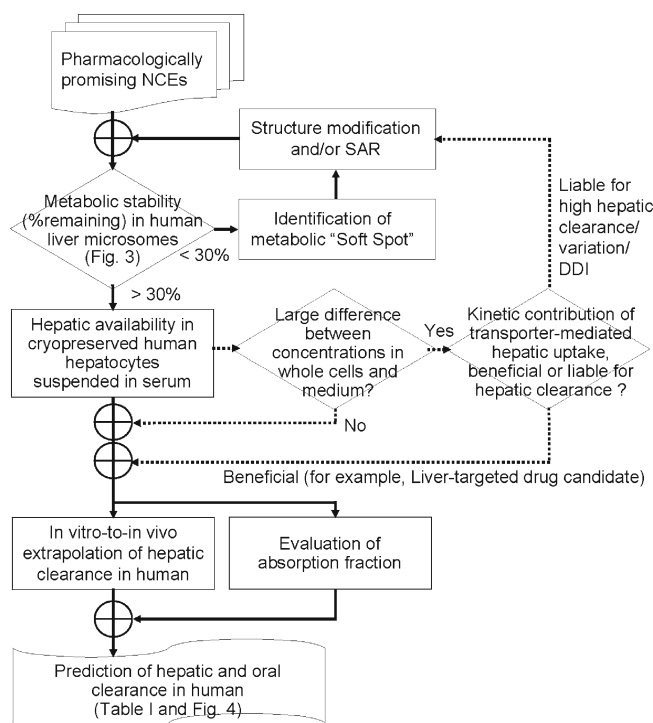 Pharmacologically
promising NCEs
Structure modification
and/or SAR
Metabolic stability
(%remaining) in human
liver microsomes
(Fig. 3)
< 30%
Identification of
metabolic “Soft Spot”
Liable for
high hepatic
clearance/
variation/
DDI
> 30%
Hepatic availability in
cryopreserved human
hepatocytes
suspended in serum
Large difference
between
concentrations in
whole cells and
medium?
Yes
Kinetic contribution of
transporter-mediated
hepatic uptake,
beneficial or liable for
hepatic clearance ?
No
Beneficial (for example, Liver-targeted drug candidate)
In vitro-to-in vivo
extrapolation of hepatic
clearance in human
Evaluation of
absorption fraction
Prediction of hepatic and oral
clearance in human
(Table I and Fig. 4)